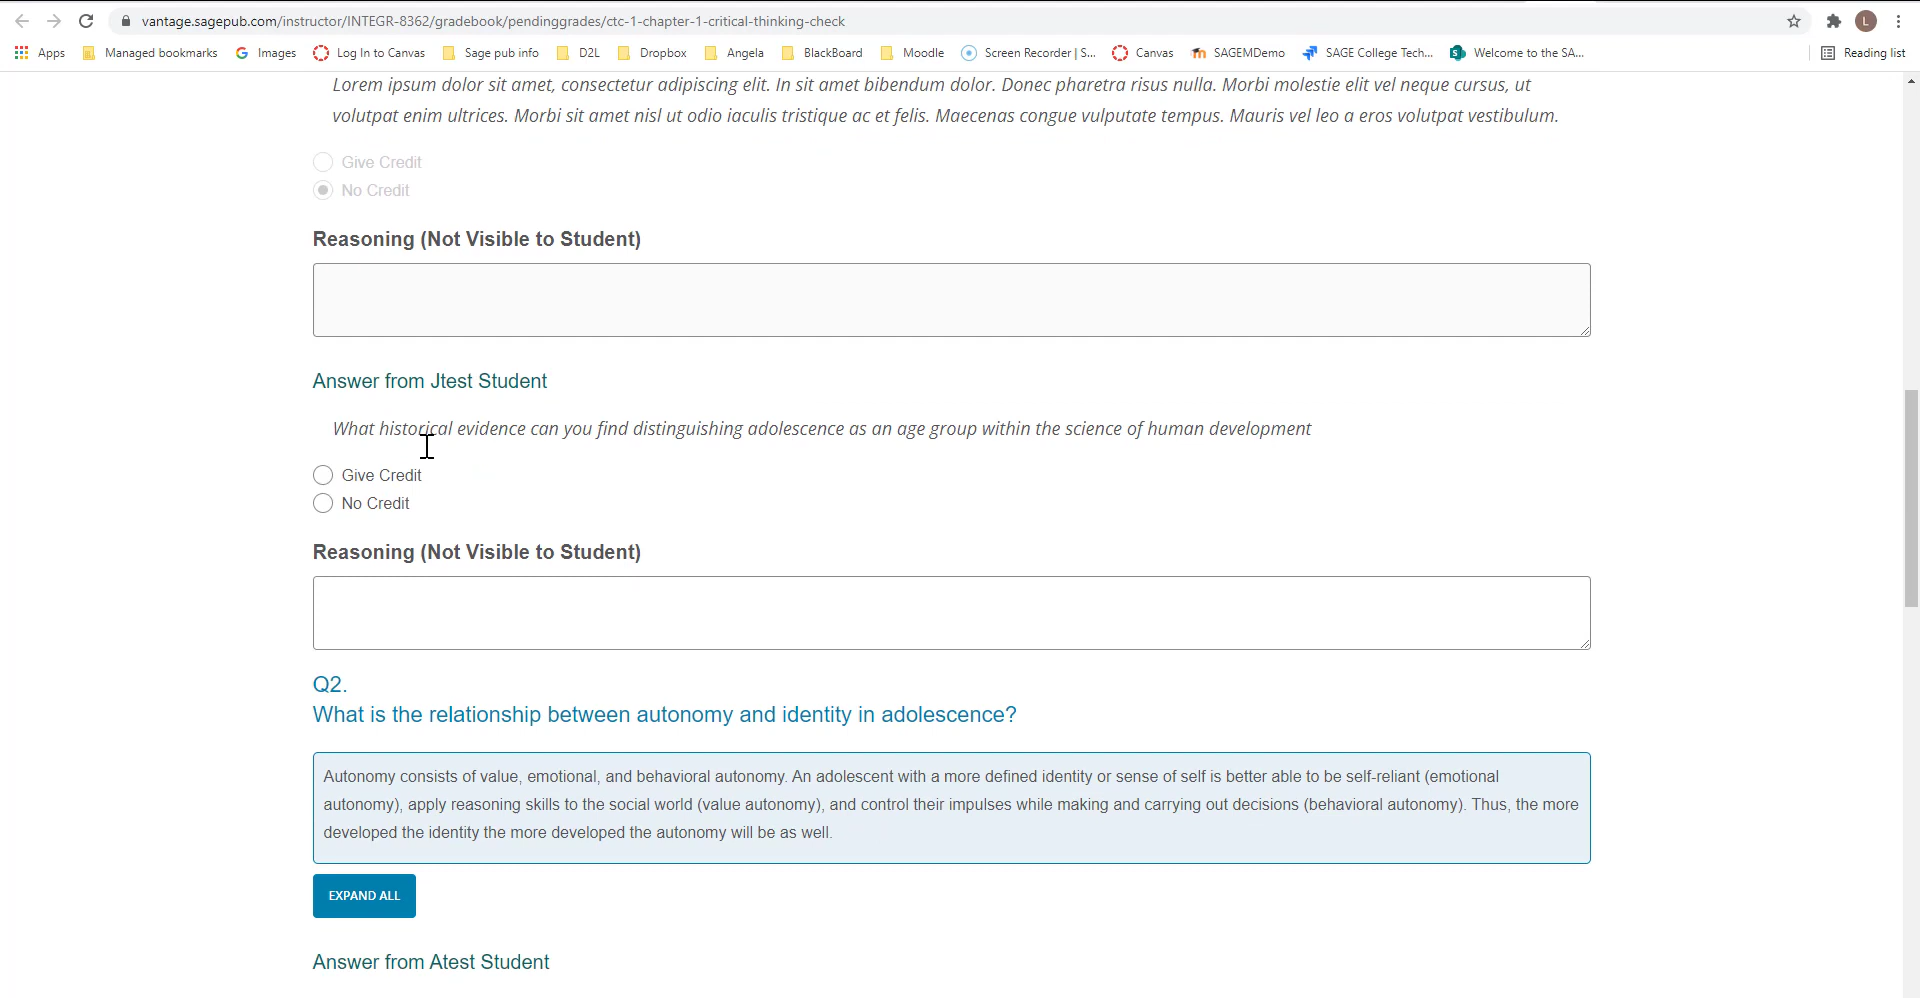 vantage.sagepub.com/instructor/INTEGR-8362/gradebook/pendinggrades/ctc-1-chapter-1-critical-thinking-check
L
Apps Managed bookmarks Images Log In to Canvas Sage pub info D2L Dropbox Angela BlackBoard Moodle Screen Recorder | S... Canvas SAGEMDemo SAGE College Tech... Welcome to the SA... Reading list
Lorem ipsum dolor sit amet, consectetur adipiscing elit. In sit amet bibendum dolor. Donec pharetra risus nulla. Morbi molestie elit vel neque cursus, ut
volutpat enim ultrices. Morbi sit amet nisl ut odio iaculis tristique ac et felis. Maecenas congue vulputate tempus. Mauris vel leo a eros volutpat vestibulum.
Give Credit
No Credit
Reasoning (Not Visible to Student)
Answer from Jtest Student
What historical evidence can you find distinguishing adolescence as an age group within the science of human development
Give Credit
No Credit
Reasoning (Not Visible to Student)
Q2.
What is the relationship between autonomy and identity in adolescence?
Autonomy consists of value, emotional, and behavioral autonomy. An adolescent with a more defined identity or sense of self is better able to be self-reliant (emotional
autonomy), apply reasoning skills to the social world (value autonomy), and control their impulses while making and carrying out decisions (behavioral autonomy). Thus, the more
developed the identity the more developed the autonomy will be as well.
EXPAND ALL
Answer from Atest Student